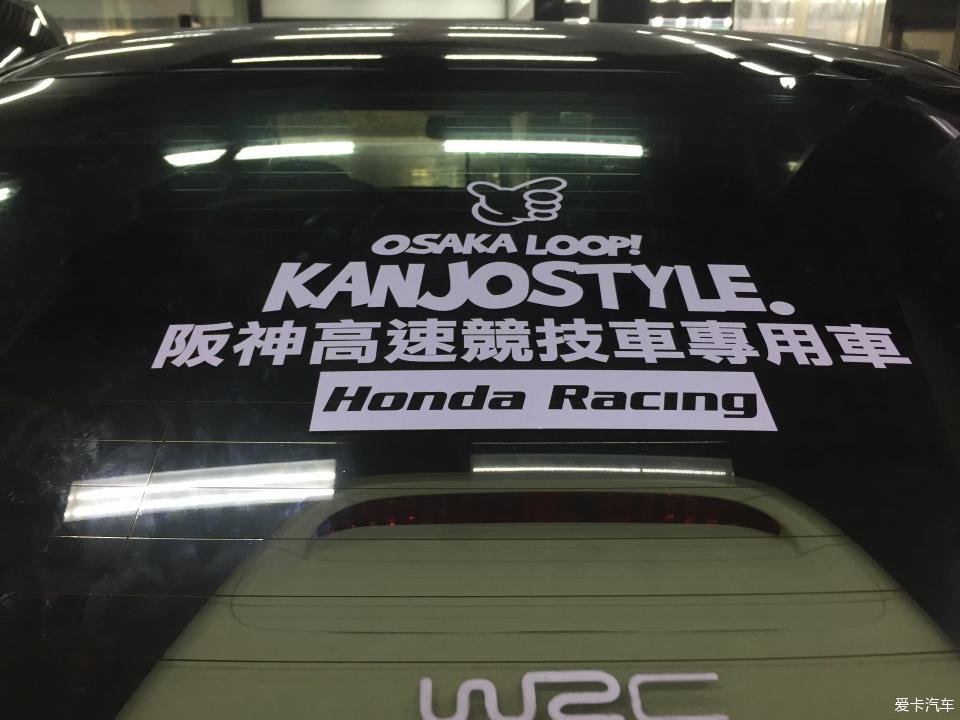 OSAKA LOOP!
KANJOSTYLE.
阪神高速競技車專用車
Honda Racing
WRC
爱卡汽车